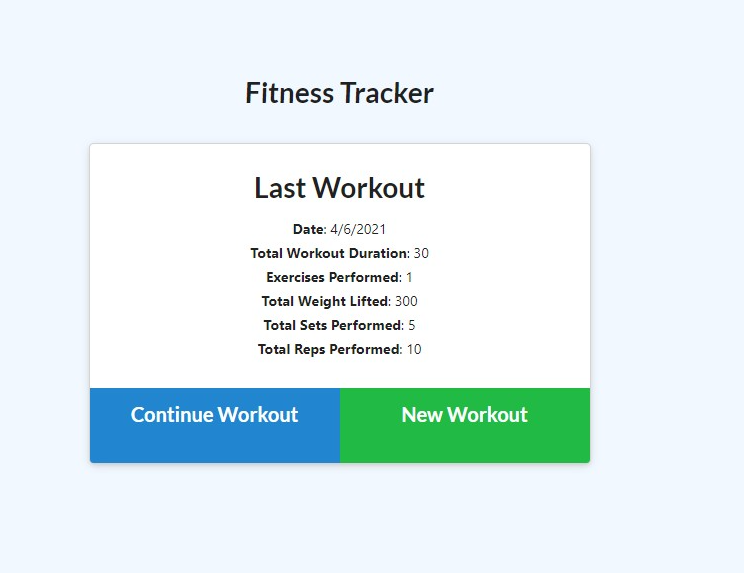 Fitness Tracker
Last Workout
Date: 4/6/2021
Total Workout Duration: 30
Exercises Performed: 1
Total Weight Lifted: 300
Total Sets Performed: 5
Total Reps Performed: 10
Continue Workout
New Workout